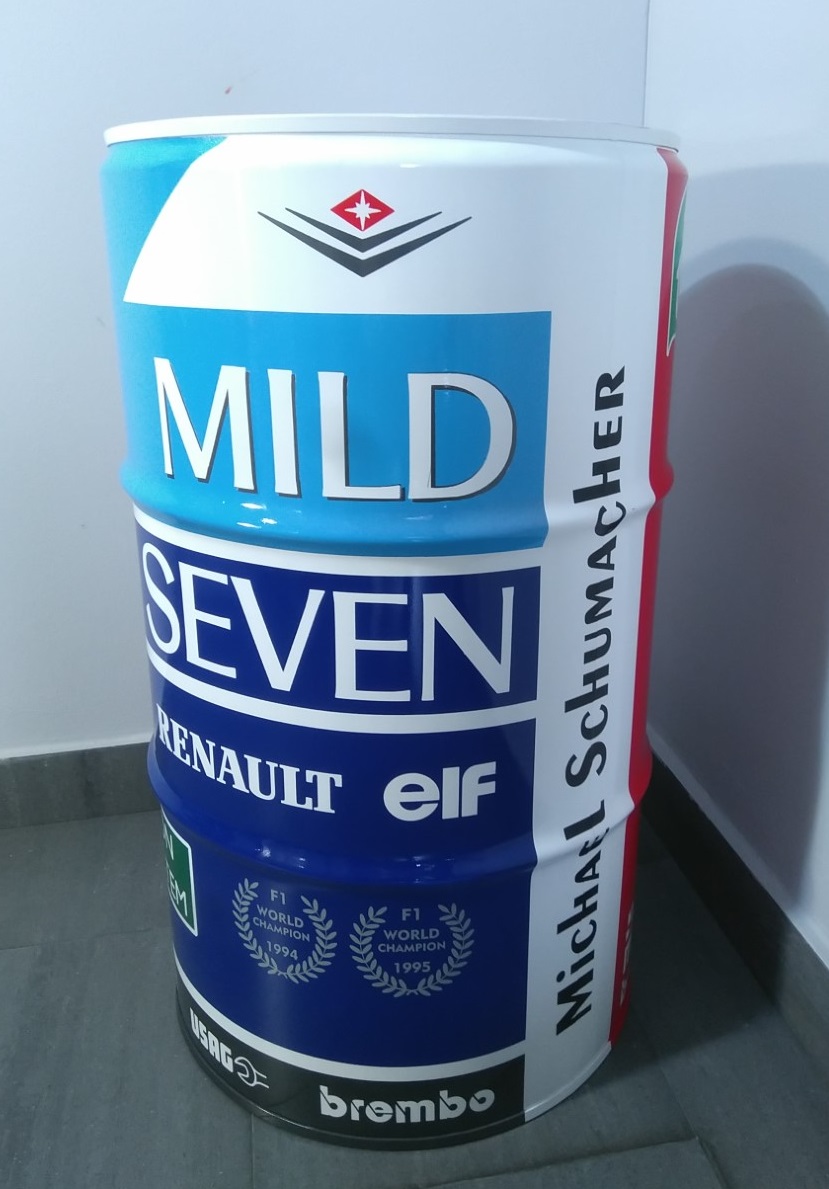 MILD
SEVEN
RENAULT
elf
F1
WORLD
CHAMPION
1994
F1
WORLD
CHAMPION
1995
USAG
brembo
Michael Schumacher